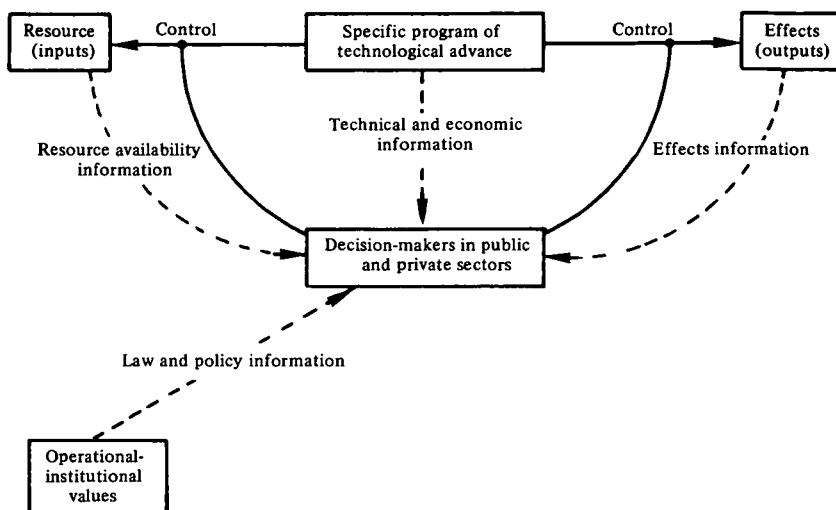 Resource
(inputs)
Control
Specific program of
technological advance
Control
Effects
(outputs)
Resource availability
information
Technical and economic
information
Effects information
Decision-makers in public
and private sectors
Law and policy information
Operational-
institutional
values